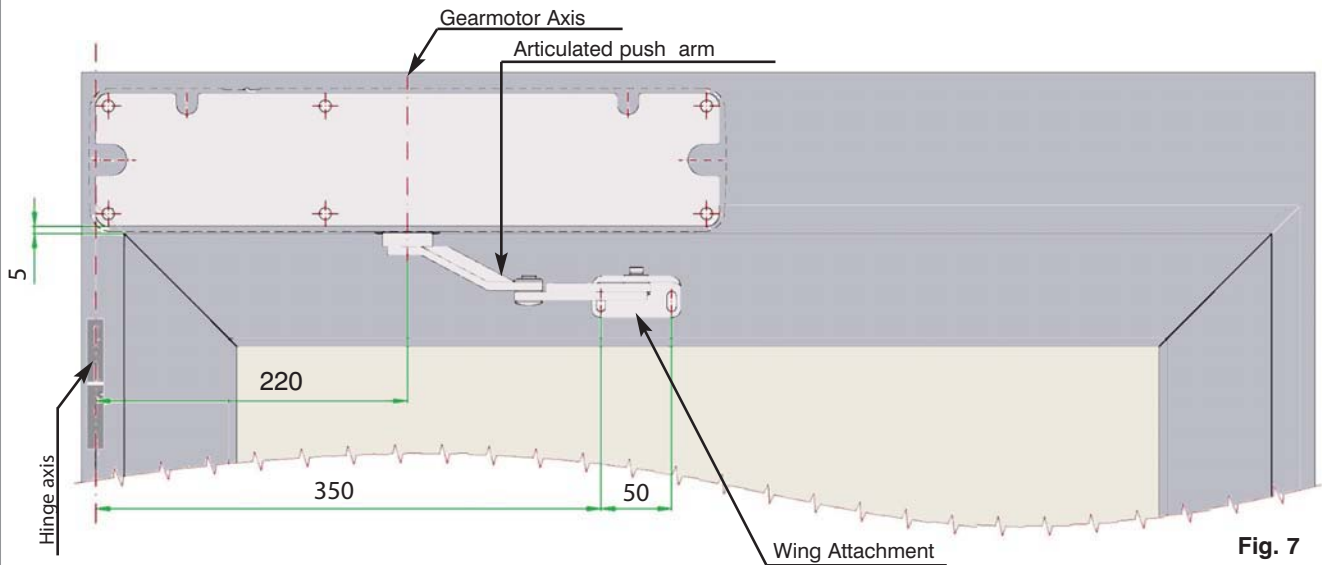 Gearmotor Axis
Articulated push arm
5
220
Hinge axis
350
50
Wing Attachment
Fig. 7